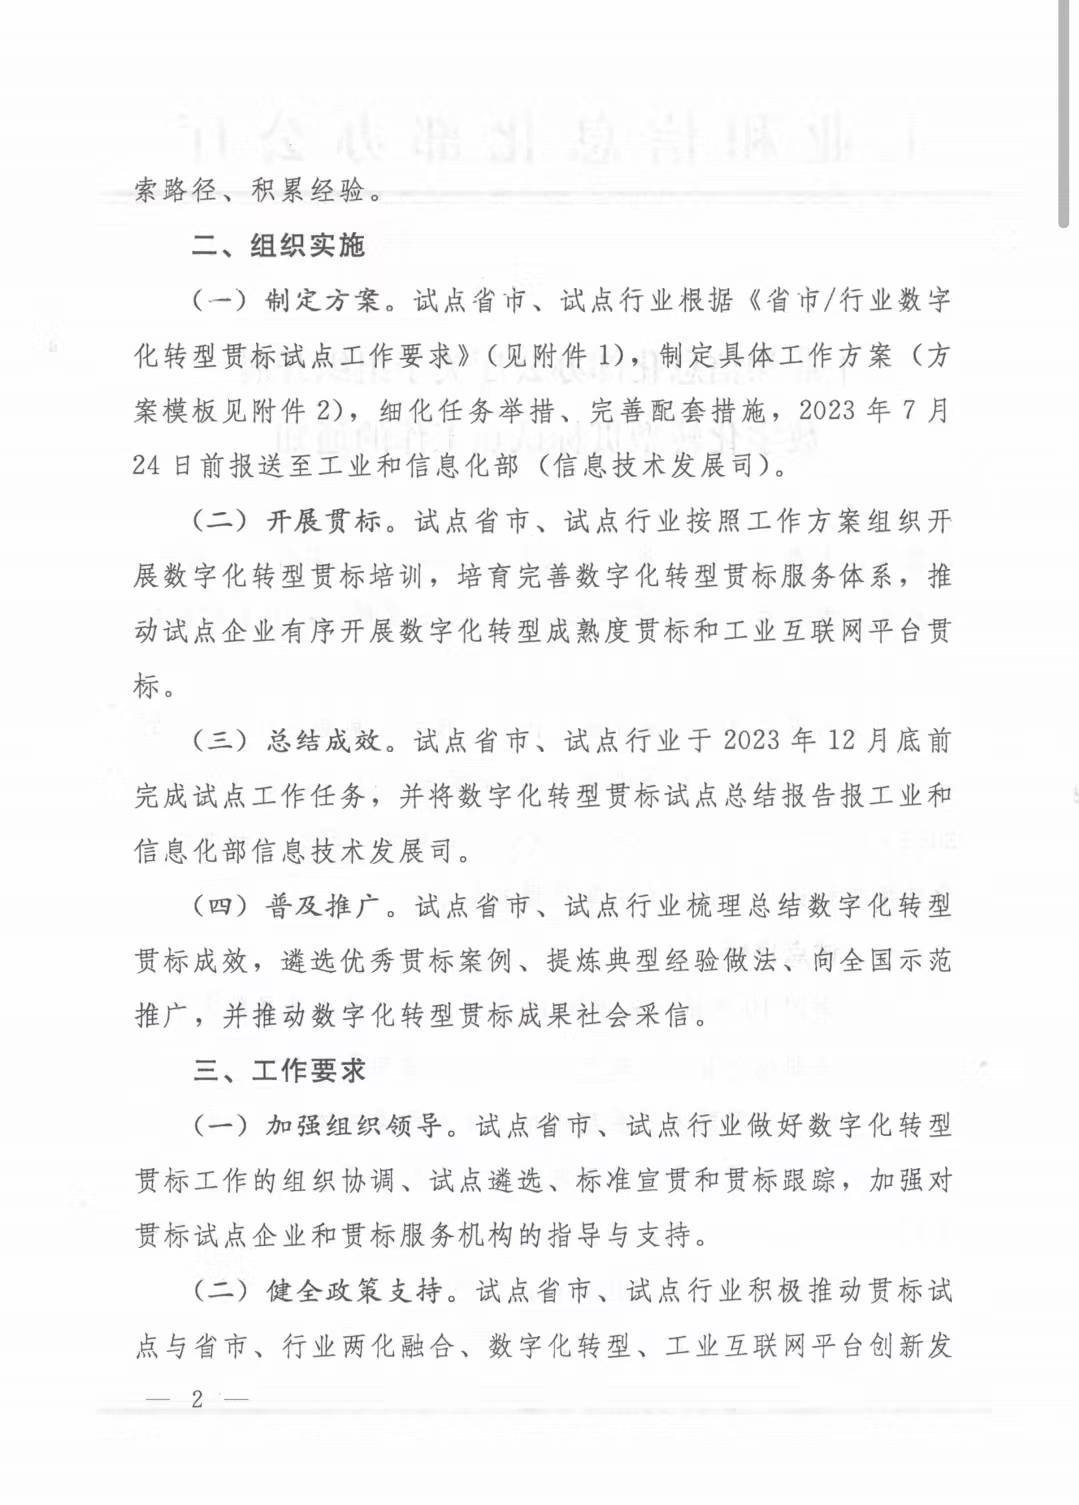 索路径、积累经验。
二、组织实施
（一）制定方案。试点省市、试点行业根据《省市/行业数字
化转型贯标试点工作要求》（见附件1），制定具体工作方案（方
案模板见附件2），细化任务举措、完善配套措施，2023年7月
24日前报送至工业和信息化部（信息技术发展司）。
（二）开展贯标。试点省市、试点行业按照工作方案组织开
展数字化转型贯标培训，培育完善数字化转型贯标服务体系，推
动试点企业有序开展数字化转型成熟度贯标和工业互联网平台贯
标。
（三）总结成效。试点省市、试点行业于2023年12月底前
完成试点工作任务，并将数字化转型贯标试点总结报告报工业和
信息化部信息技术发展司。
（四）普及推广。试点省市、试点行业梳理总结数字化转型
贯标成效，遴选优秀贯标案例、提炼典型经验做法、向全国示范
推广，并推动数字化转型贯标成果社会采信。
三、工作要求
（一）加强组织领导。试点省市、试点行业做好数字化转型
贯标工作的组织协调、试点遴选、标准宣贯和贯标跟踪，加强对
贯标试点企业和贯标服务机构的指导与支持。
（二）健全政策支持。试点省市、试点行业积极推动贯标试
点与省市、行业两化融合、数字化转型、工业互联网平台创新发
— 2 —